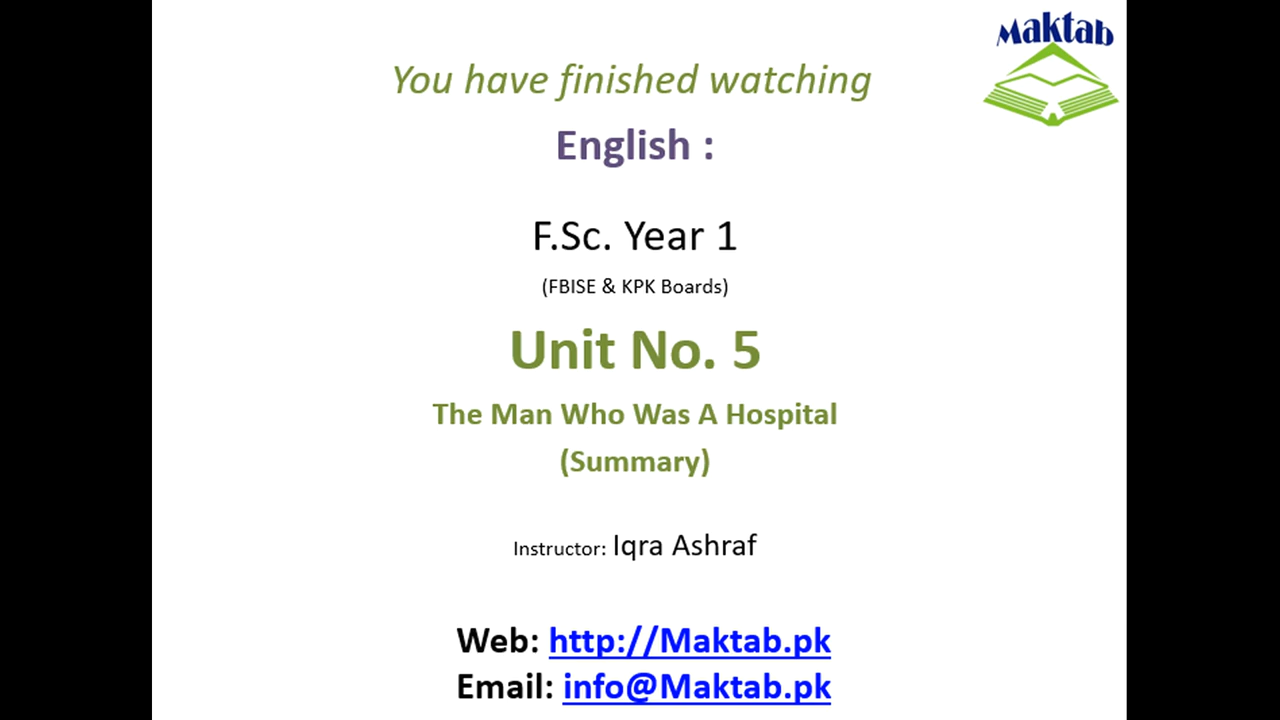 Maktab
You have finished watching
English :
F.Sc. Year 1
(FBISE & KPK Boards)
Unit No. 5
The Man Who Was A Hospital
(Summary)
Instructor: Iqra Ashraf
Web: http://Maktab.pk
Email: info@Maktab.pk